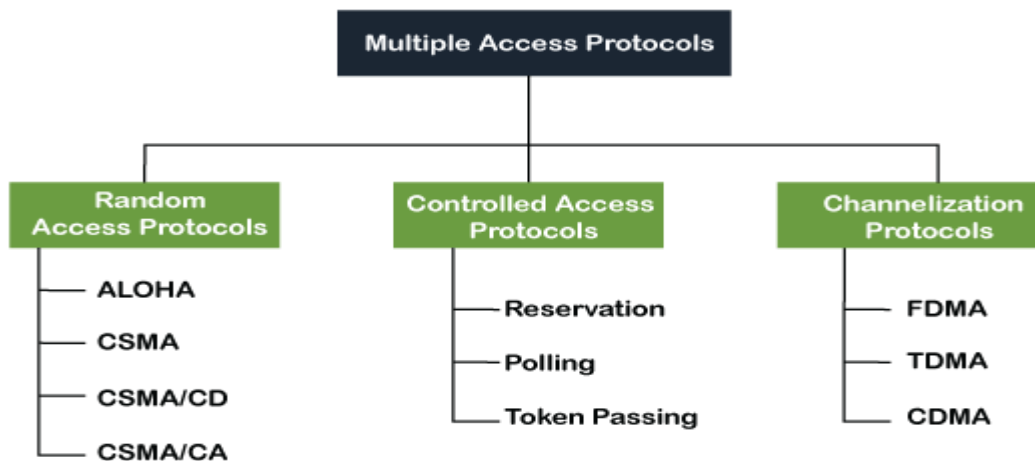 Multiple Access Protocols
Random
Access Protocols
ALOHA
CSMA
CSMA/CD
CSMA/CA
Controlled Access
Protocols
Reservation
Polling
Token Passing
Channelization
Protocols
FDMA
TDMA
CDMA